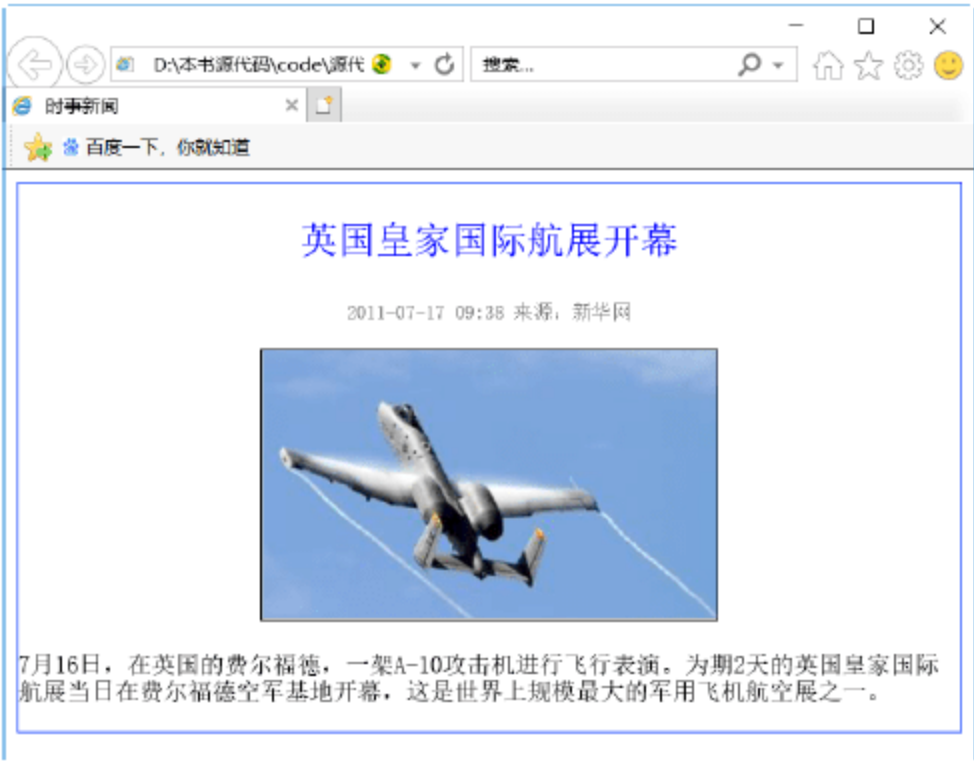 D:\本书源代码\code\源代
搜索...
时事新闻
百度一下，你就知道
英国皇家国际航展开幕
2011-07-17 09:38 来源：新华网
7月16日，在英国的费尔福德，一架A-10攻击机进行飞行表演。为期2天的英国皇家国际
航展当日在费尔福德空军基地开幕，这是世界上规模最大的军用飞机航空展之一。